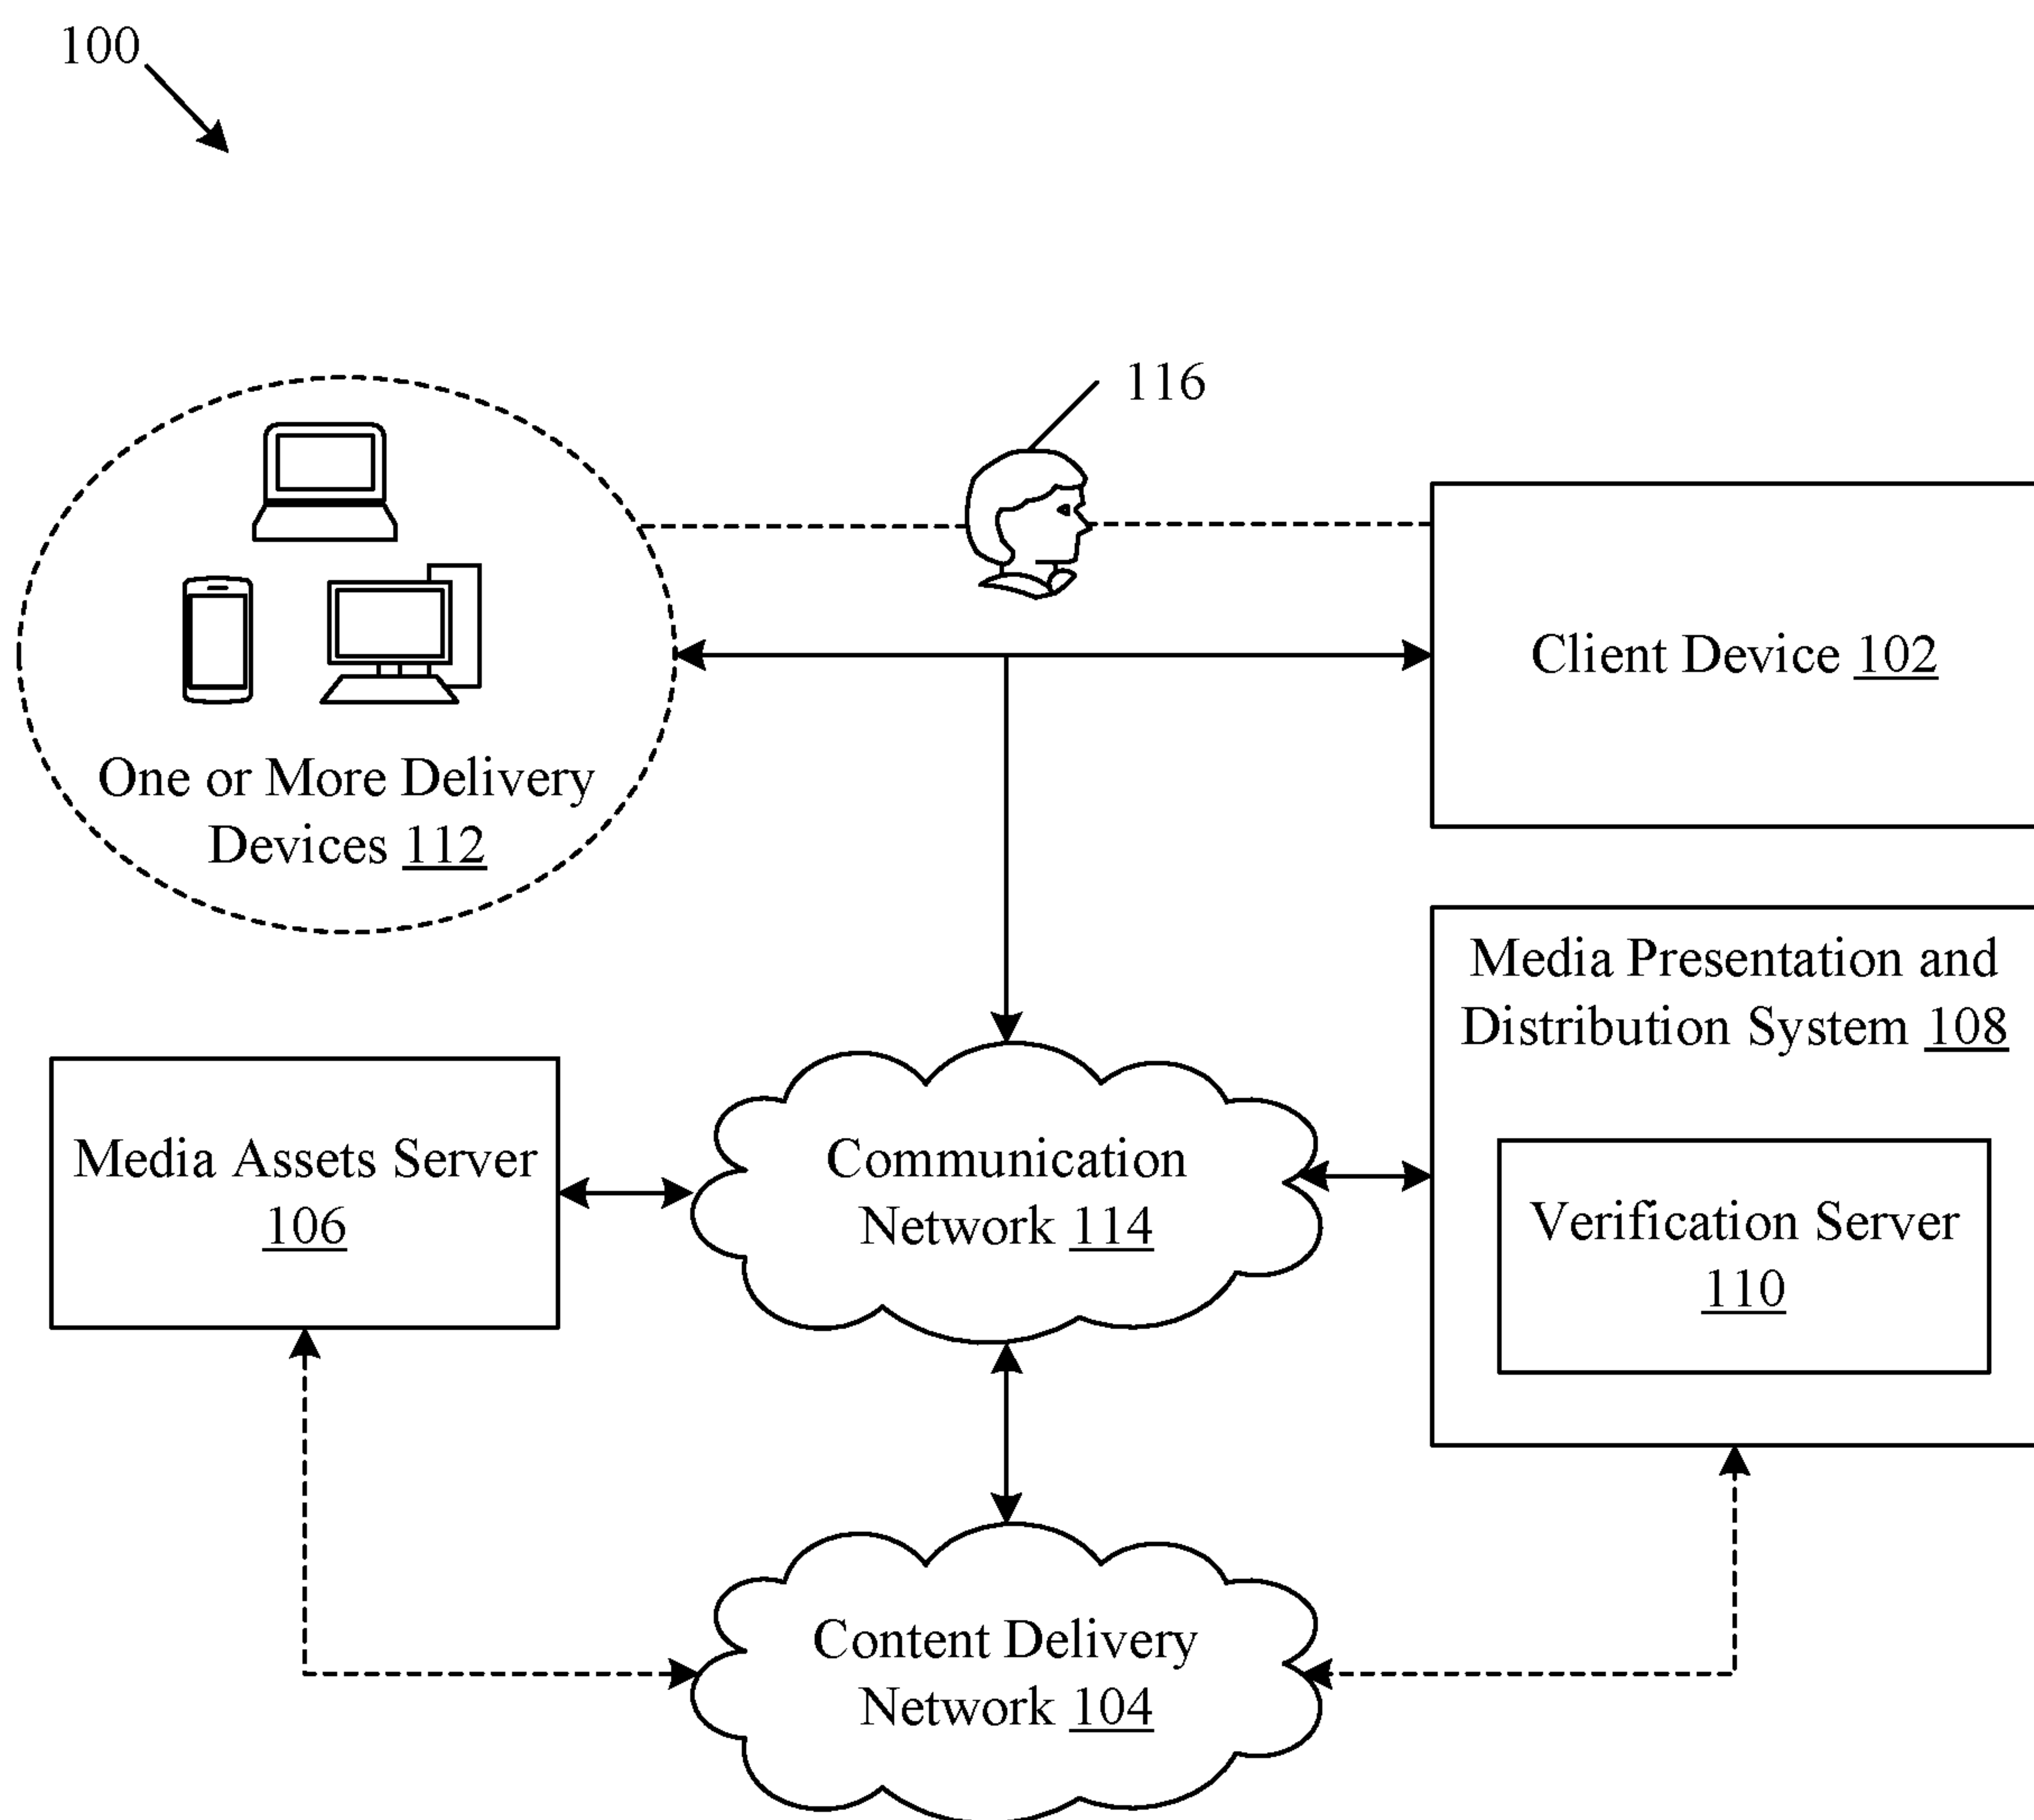 100
116
Client Device 102
One or More Delivery
Devices 112
Media Presentation and
Distribution System 108
Media Assets Server
106
Communication
Network 114
Verification Server
110
Content Delivery
Network 104